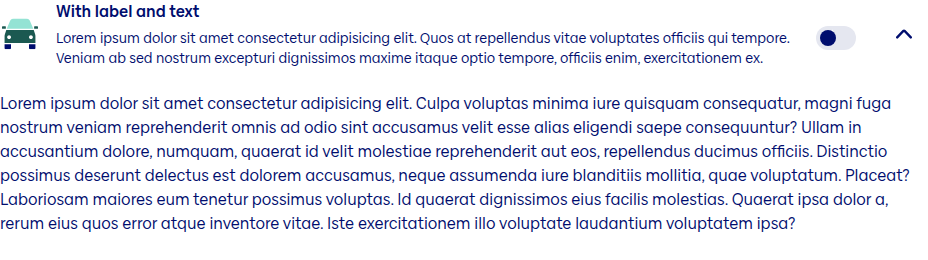 With label and text
Lorem ipsum dolor sit amet consectetur adipisicing elit. Quos at repellendus vitae voluptates officiis qui tempore.
Veniam ab sed nostrum excepturi dignissimos maxime itaque optio tempore, officiis enim, exercitationem ex.
Lorem ipsum dolor sit amet consectetur adipisicing elit. Culpa voluptas minima iure quisquam consequatur, magni fuga
nostrum veniam reprehenderit omnis ad odio sint accusamus velit esse alias eligendi saepe consequuntur? Ullam in
accusantium dolore, numquam, quaerat id velit molestiae reprehenderit aut eos, repellendus ducimus officiis. Distinctio
possimus deserunt delectus est dolorem accusamus, neque assumenda iure blanditiis mollitia, quae voluptatum. Placeat?
Laboriosam maiores eum tenetur possimus voluptas. Id quaerat dignissimos eius facilis molestias. Quaerat ipsa dolor a,
rerum eius quos error atque inventore vitae. Iste exercitationem illo voluptate laudantium voluptatem ipsa?